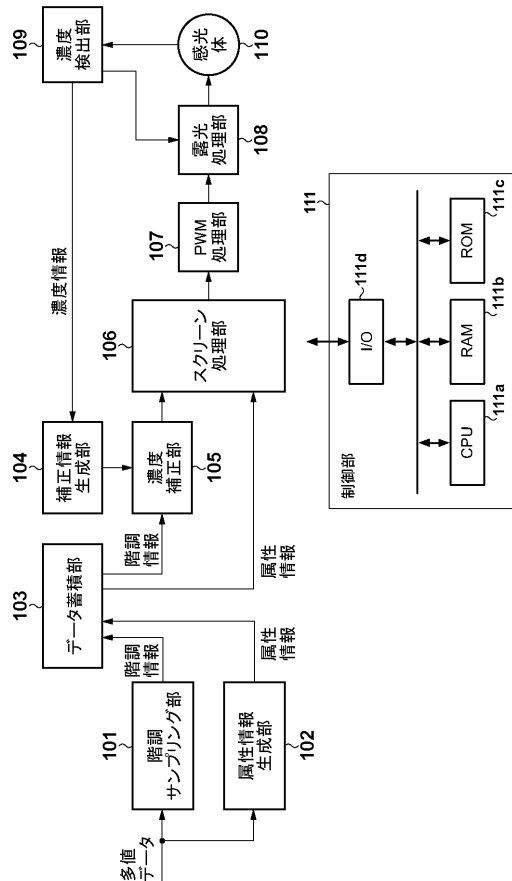 多値
データ
101
階調
サンプリング部
102
属性情報
生成部
階調
情報
属性
情報
103
データ蓄積部
階調
情報
属性
情報
104
補正情報
生成部
105
濃度
補正部
濃度情報
106
スクリーン
処理部
107
PWM
処理部
108
露光
処理部
109
濃度
検出部
110
感光
体
111
制御部
111a
CPU
111b
RAM
111c
ROM
111d
I/O